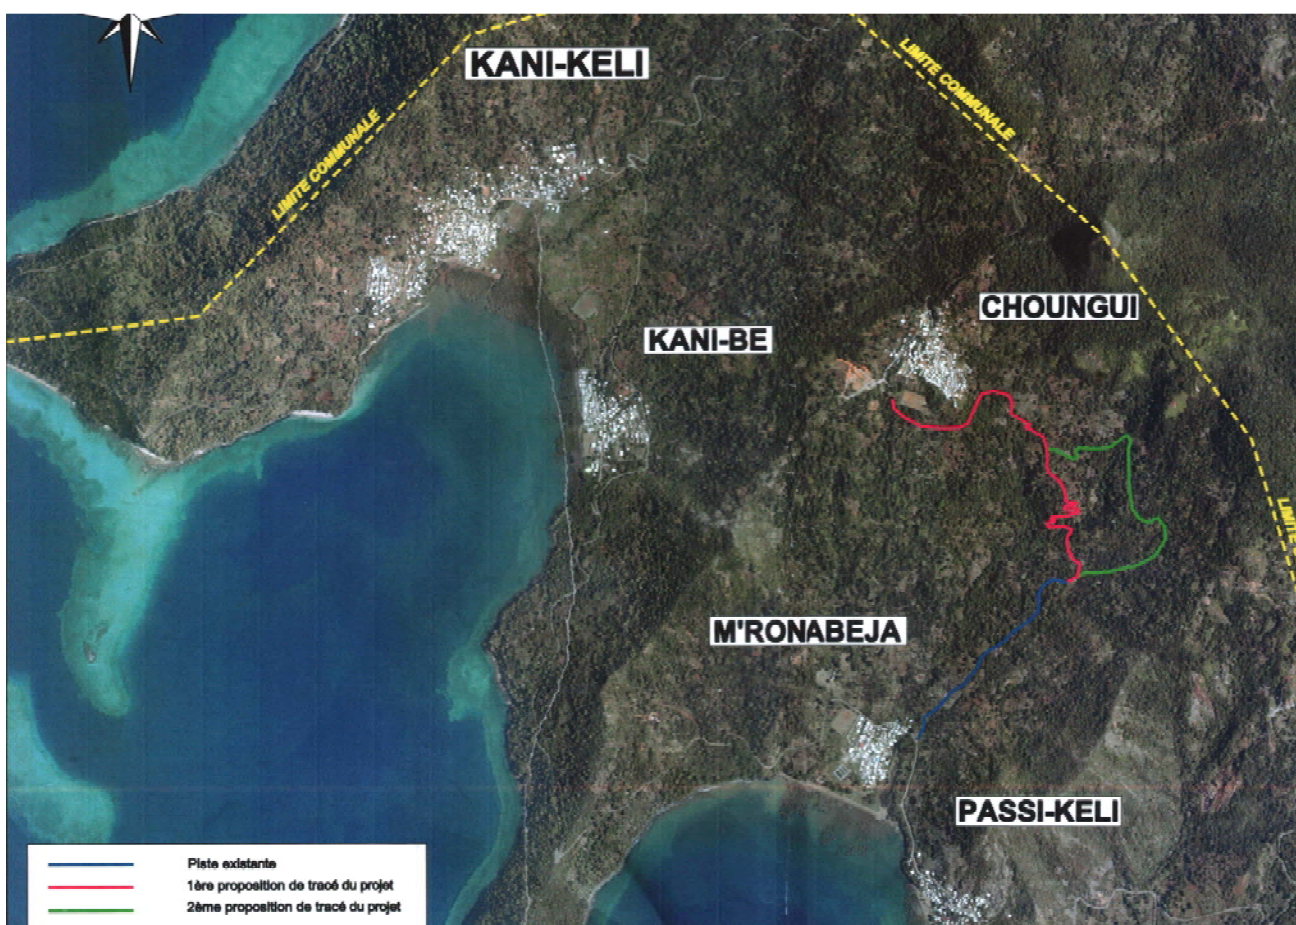 KANI-KELI
LIMITE COMMUNALE
LIMITE COMMUNALE
CHOUNGUI
KANI-BE
LIMITE
M'RONABEJA
PASSI-KELI
Piste existante
1ère proposition de tracé du projet
2ème proposition de tracé du projet